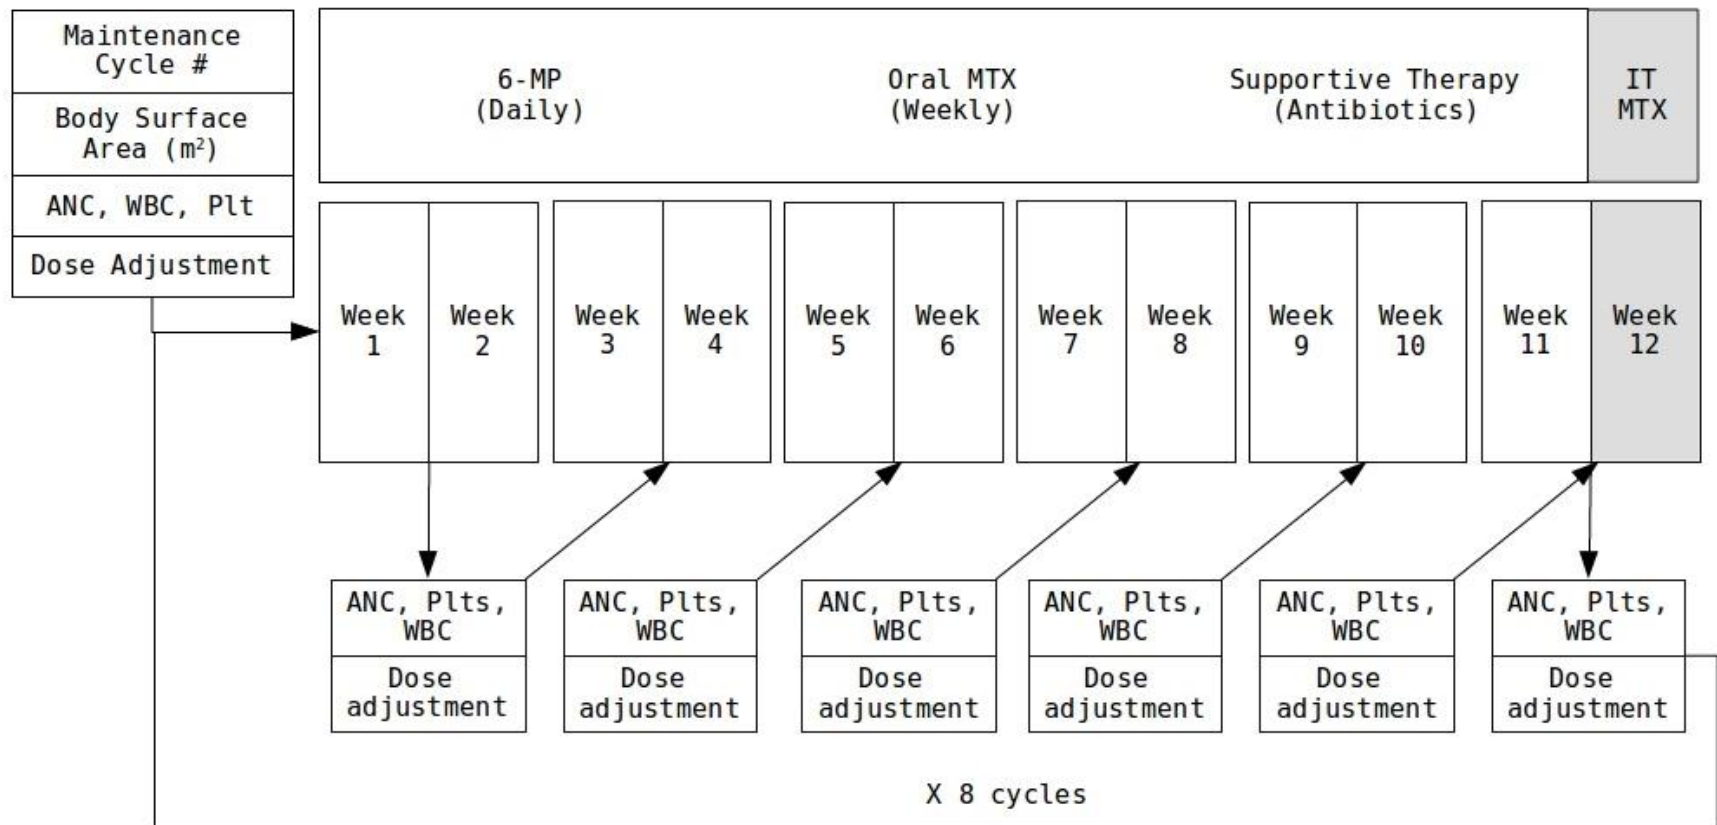 Maintenance
Cycle #
Body Surface
Area (m²)
ANC, WBC, Plt
Dose Adjustment
6-MP
(Daily)
Oral MTX
(Weekly)
Supportive Therapy
(Antibiotics)
IT
MTX
Week
1
Week
2
Week
3
Week
4
Week
5
Week
6
Week
7
Week
8
Week
9
Week
10
Week
11
Week
12
ANC, Plts,
WBC
Dose
adjustment
ANC, Plts,
WBC
Dose
adjustment
ANC, Plts,
WBC
Dose
adjustment
ANC, Plts,
WBC
Dose
adjustment
ANC, Plts,
WBC
Dose
adjustment
ANC, Plts,
WBC
Dose
adjustment
X 8 cycles